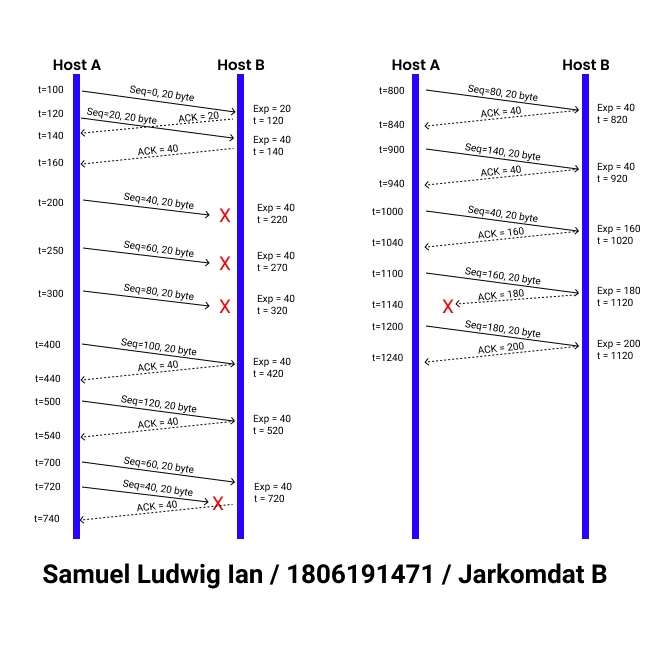 Host A
Host B
t=100
Seq=0, 20 byte
Exp = 20
t = 120
t=120
Seq=20, 20 byte
ACK = 20
t=140
Exp = 40
t = 140
ACK = 40
t=160
t=200
Seq=40, 20 byte
X
Exp = 40
t = 220
t=250
Seq=60, 20 byte
X
Exp = 40
t = 270
t=300
Seq=80, 20 byte
X
Exp = 40
t = 320
t=400
Seq=100, 20 byte
ACK = 40
Exp = 40
t = 420
t=440
t=500
Seq=120, 20 byte
ACK = 40
Exp = 40
t = 520
t=540
t=700
Seq=60, 20 byte
t=720
Seq=40, 20 byte
X
Exp = 40
t = 720
ACK = 40
t=740
Host A
Host B
t=800
Seq=80, 20 byte
ACK = 40
Exp = 40
t = 820
t=840
t=900
Seq=140, 20 byte
ACK = 40
Exp = 40
t = 920
t=940
t=1000
Seq=40, 20 byte
ACK = 160
Exp = 160
t = 1020
t=1040
t=1100
Seq=160, 20 byte
ACK = 180
Exp = 180
t = 1120
t=1140
X
t=1200
Seq=180, 20 byte
ACK = 200
Exp = 200
t = 1120
t=1240
Samuel Ludwig Ian / 1806191471 / Jarkomdat B